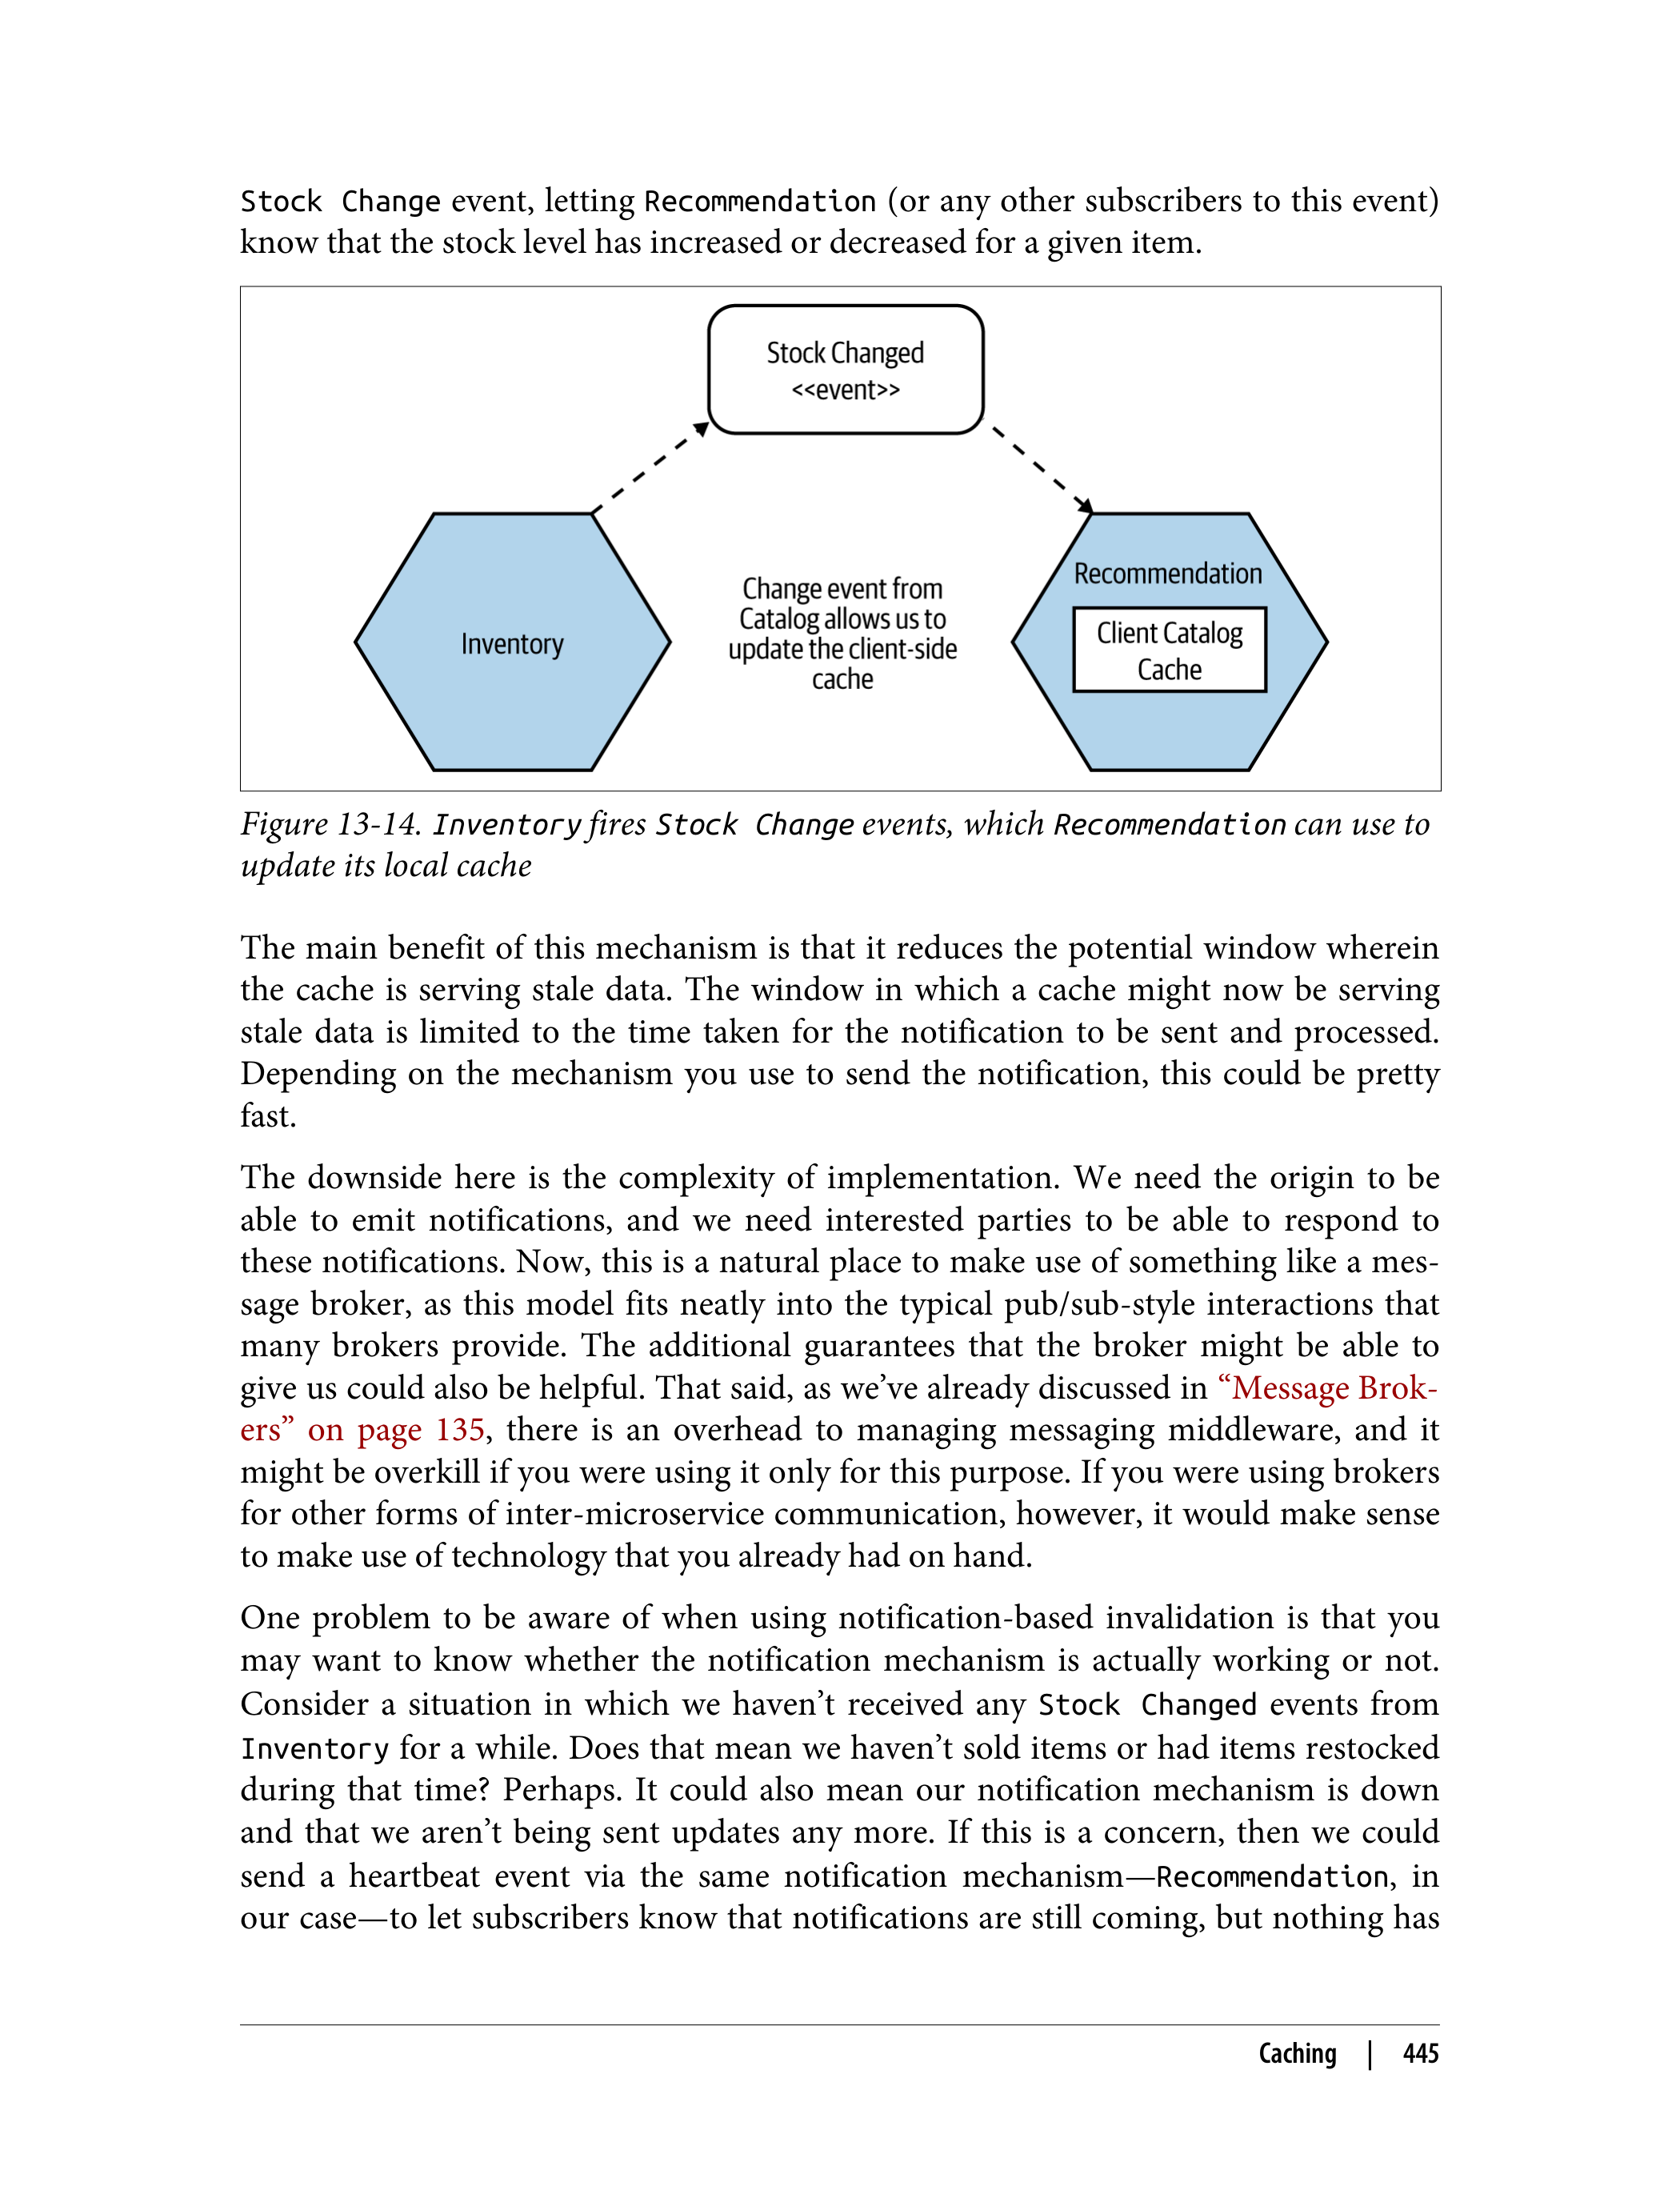 Stock Change event, letting Recommendation (or any other subscribers to this event)
know that the stock level has increased or decreased for a given item.
Stock Changed
<<event>>
Inventory
Change event from
Catalog allows us to
update the client-side
cache
Recommendation
Client Catalog
Cache
Figure 13-14. Inventory fires Stock Change events, which Recommendation can use to
update its local cache
The main benefit of this mechanism is that it reduces the potential window wherein
the cache is serving stale data. The window in which a cache might now be serving
stale data is limited to the time taken for the notification to be sent and processed.
Depending on the mechanism you use to send the notification, this could be pretty
fast.
The downside here is the complexity of implementation. We need the origin to be
able to emit notifications, and we need interested parties to be able to respond to
these notifications. Now, this is a natural place to make use of something like a mes-
sage broker, as this model fits neatly into the typical pub/sub-style interactions that
many brokers provide. The additional guarantees that the broker might be able to
give us could also be helpful. That said, as we’ve already discussed in “Message Brok-
ers” on page 135, there is an overhead to managing messaging middleware, and it
might be overkill if you were using it only for this purpose. If you were using brokers
for other forms of inter-microservice communication, however, it would make sense
to make use of technology that you already had on hand.
One problem to be aware of when using notification-based invalidation is that you
may want to know whether the notification mechanism is actually working or not.
Consider a situation in which we haven’t received any Stock Changed events from
Inventory for a while. Does that mean we haven’t sold items or had items restocked
during that time? Perhaps. It could also mean our notification mechanism is down
and that we aren’t being sent updates any more. If this is a concern, then we could
send a heartbeat event via the same notification mechanism—Recommendation, in
our case—to let subscribers know that notifications are still coming, but nothing has
Caching | 445